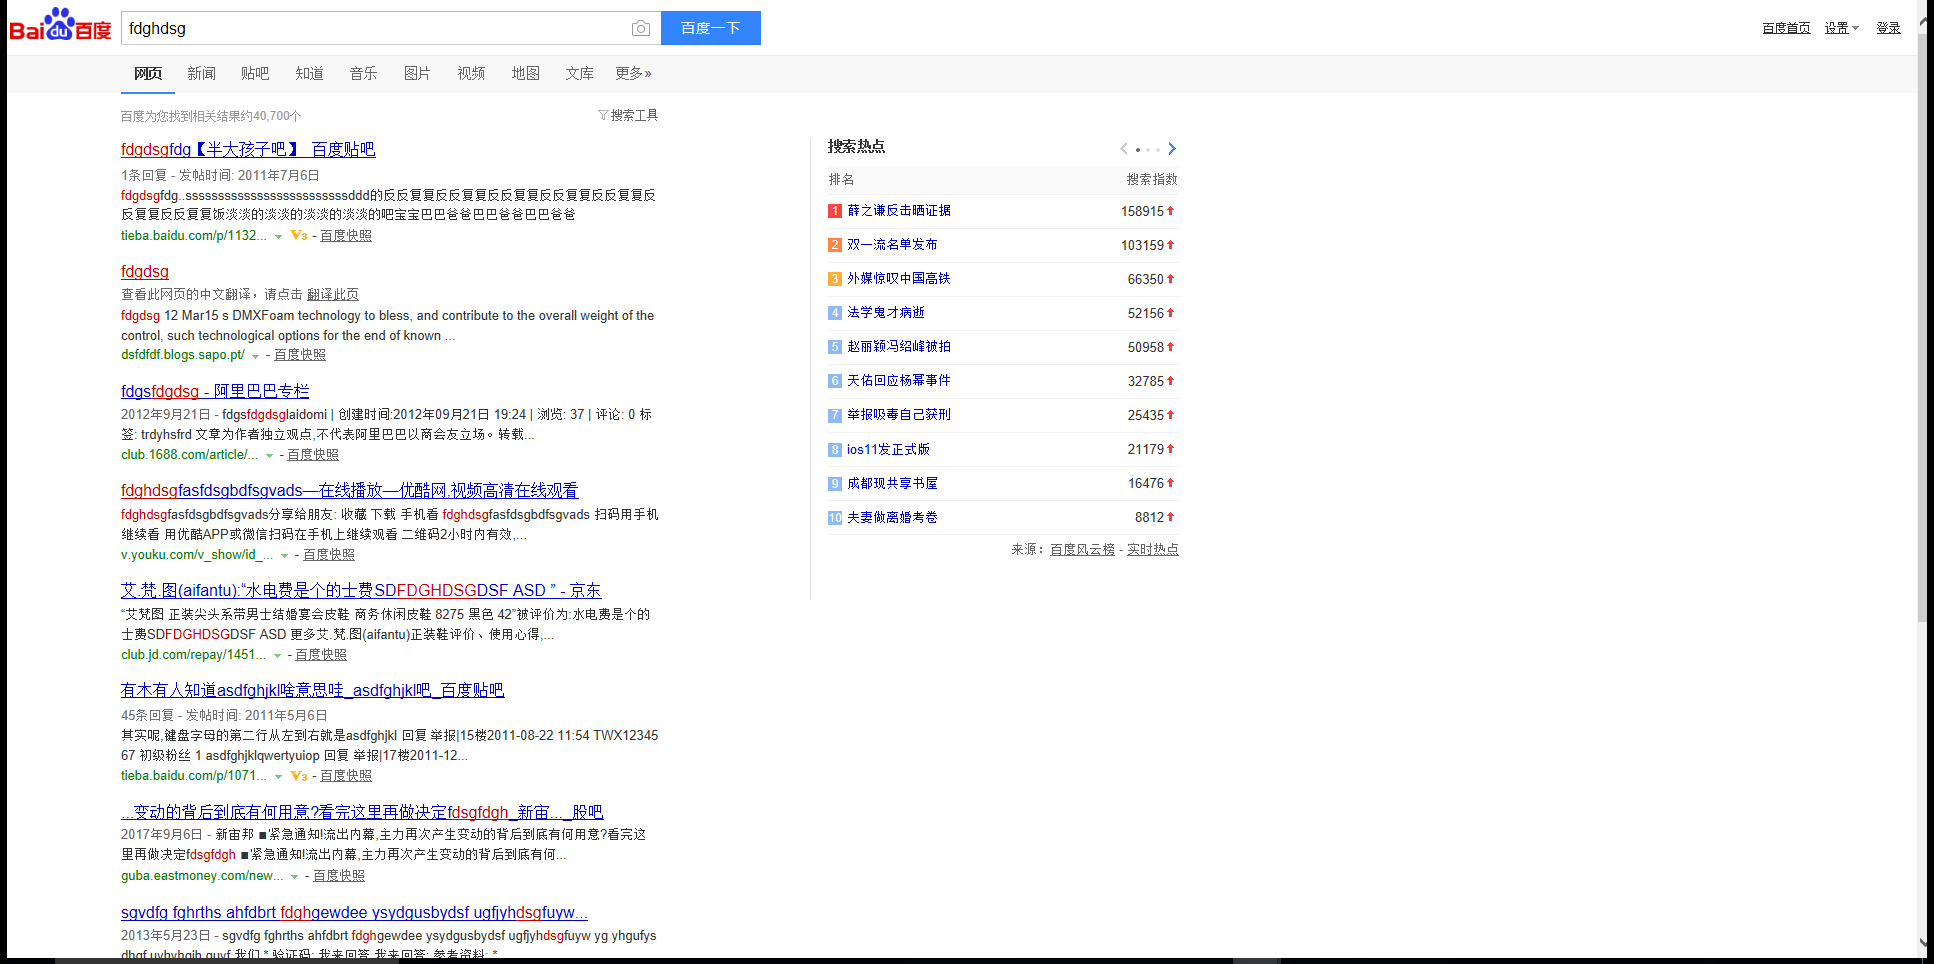 Bai du 百度
fdghdsg
百度一下
百度首页 设置 登录
网页 新闻 贴吧 知道 音乐 图片 视频 地图 文库 更多»
百度为您找到相关结果约40,700个
搜索工具
fdgdsgfdg【半大孩子吧】_百度贴吧
1条回复 - 发帖时间: 2011年7月6日
fdgdsgfdg..sssssssssssssssssssssssssddd的反反复复反反复复反反复复反反复复反反复复反
反复复反反复复饭淡淡的淡淡的淡淡的淡淡的吧宝宝巴巴爸爸巴巴爸爸巴巴爸爸
tieba.baidu.com/p/1132... V3 - 百度快照
fdgdsg
查看此网页的中文翻译，请点击 翻译此页
fdgdsg 12 Mar15 s DMXFoam technology to bless, and contribute to the overall weight of the
control, such technological options for the end of known ...
dsfdfdf.blogs.sapo.pt/ - 百度快照
fdgsfdgdsg - 阿里巴巴专栏
2012年9月21日 - fdgsfdgdsglaidomi | 创建时间:2012年09月21日 19:24 | 浏览: 37 | 评论: 0 标
签: trdyhsfrd 文章为作者独立观点,不代表阿里巴巴以商会友立场。转载...
club.1688.com/article/... - 百度快照
fdghdsgfasfdsgbdfsgvads—在线播放—优酷网,视频高清在线观看
fdghdsgfasfdsgbdfsgvads分享给朋友: 收藏 下载 手机看 fdghdsgfasfdsgbdfsgvads 扫码用手机
继续看 用优酷APP或微信扫码在手机上继续观看 二维码2小时内有效,...
v.youku.com/v_show/id_... - 百度快照
艾.梵.图(aifantu):“水电费是个的士费SDFDGHDSGDSF ASD ” - 京东
“艾梵图 正装尖头系带男士结婚宴会皮鞋 商务休闲皮鞋 8275 黑色 42”被评价为:水电费是个的
士费SDFDGHDSGDSF ASD 更多艾.梵.图(aifantu)正装鞋评价、使用心得,...
club.jd.com/repay/1451... - 百度快照
有木有人知道asdfghjkl啥意思哇_asdfghjkl吧_百度贴吧
45条回复 - 发帖时间: 2011年5月6日
其实呢,键盘字母的第二行从左到右就是asdfghjkl 回复 举报|15楼2011-08-22 11:54 TWX12345
67 初级粉丝 1 asdfghjklqwertyuiop 回复 举报|17楼2011-12...
tieba.baidu.com/p/1071... V3 - 百度快照
...变动的背后到底有何用意?看完这里再做决定fdsgfdgh_新宙..._股吧
2017年9月6日 - 新宙邦 ■紧急通知!流出内幕,主力再次产生变动的背后到底有何用意?看完这
里再做决定fdsgfdgh ■紧急通知!流出内幕,主力再次产生变动的背后到底有何...
guba.eastmoney.com/new... - 百度快照
sgvdfg fghrths ahfdbrt fdghgewdee ysydgusbydsf ugfjyhdsgfuyw...
2013年5月23日 - sgvdfg fghrths ahfdbrt fdghgewdee ysydgusbydsf ugfjyhdsgfuyw yg yhgufys
搜索热点
排名 搜索指数
1 薛之谦反击晒证据 158915
2 双一流名单发布 103159
3 外媒惊叹中国高铁 66350
4 法学鬼才病逝 52156
5 赵丽颖冯绍峰被拍 50958
6 天佑回应杨幂事件 32785
7 举报吸毒自己获刑 25435
8 ios11发正式版 21179
9 成都现共享书屋 16476
10 夫妻做离婚考卷 8812
来源：百度风云榜 - 实时热点